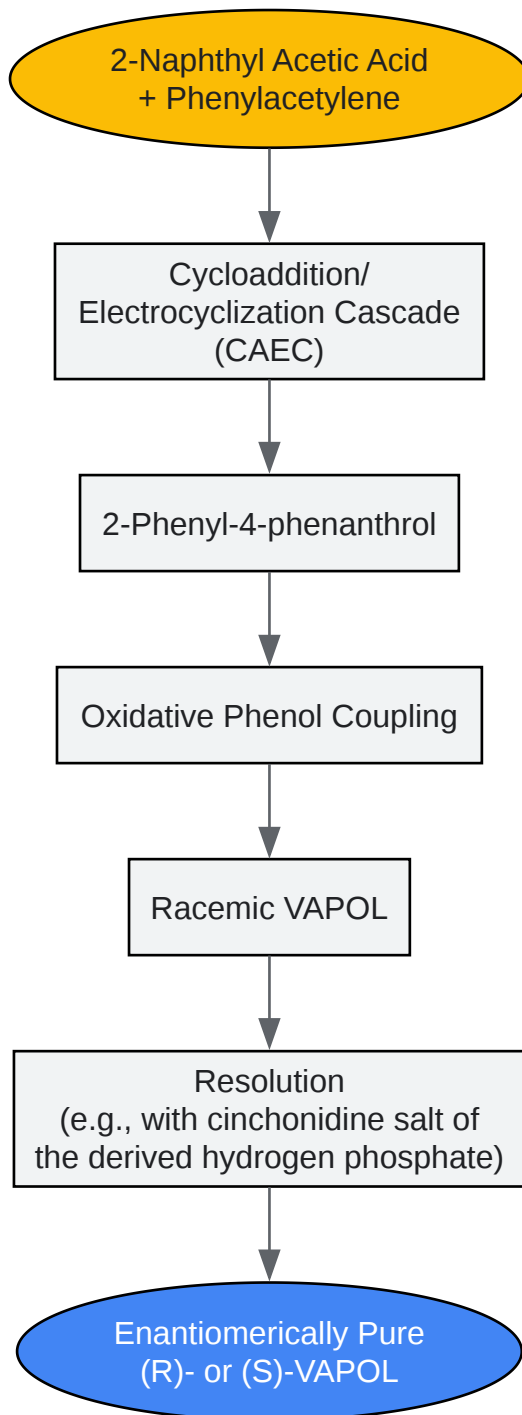 2-Naphthyl Acetic Acid
+ Phenylacetylene
Cycloaddition/
Electrocyclization Cascade
(CAEC)
2-Phenyl-4-phenanthrol
Oxidative Phenol Coupling
Racemic VAPOL
Resolution
(e.g., with cinchonidine salt of
the derived hydrogen phosphate)
Enantiomerically Pure
(R)- or (S)-VAPOL